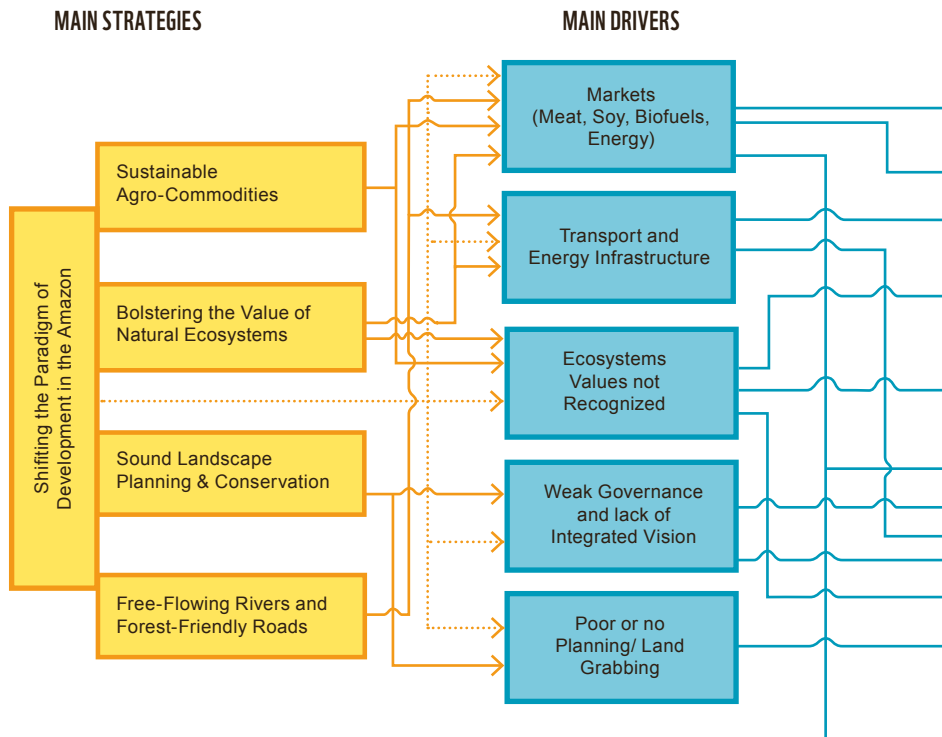 MAIN STRATEGIES
MAIN DRIVERS
Shifiting the Paradigm of
Development in the Amazon
Sustainable
Agro-Commodities
Bolstering the Value of
Natural Ecosystems
Sound Landscape
Planning & Conservation
Free-Flowing Rivers and
Forest-Friendly Roads
Markets
(Meat, Soy, Biofuels,
Energy)
Transport and
Energy Infrastructure
Ecosystems
Values not
Recognized
Weak Governance
and lack of
Integrated Vision
Poor or no
Planning/ Land
Grabbing